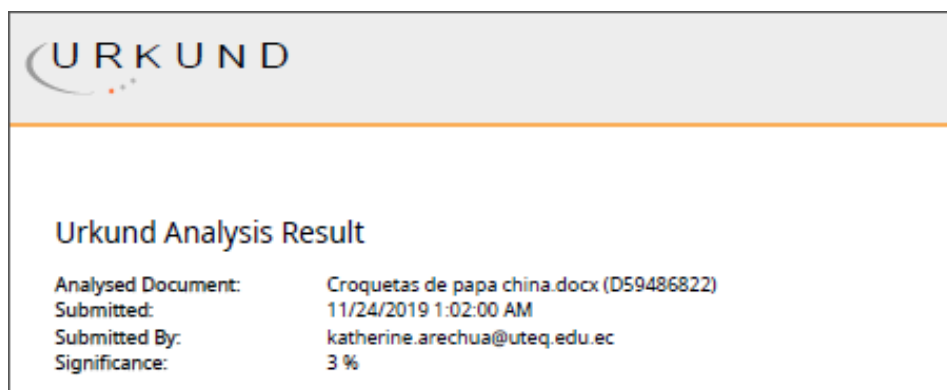 URKUND
Urkund Analysis Result
Analysed Document: Croquetas de papa china.docx (D59486822)
Submitted: 11/24/2019 1:02:00 AM
Submitted By: katherine.arechua@uteq.edu.ec
Significance: 3 %